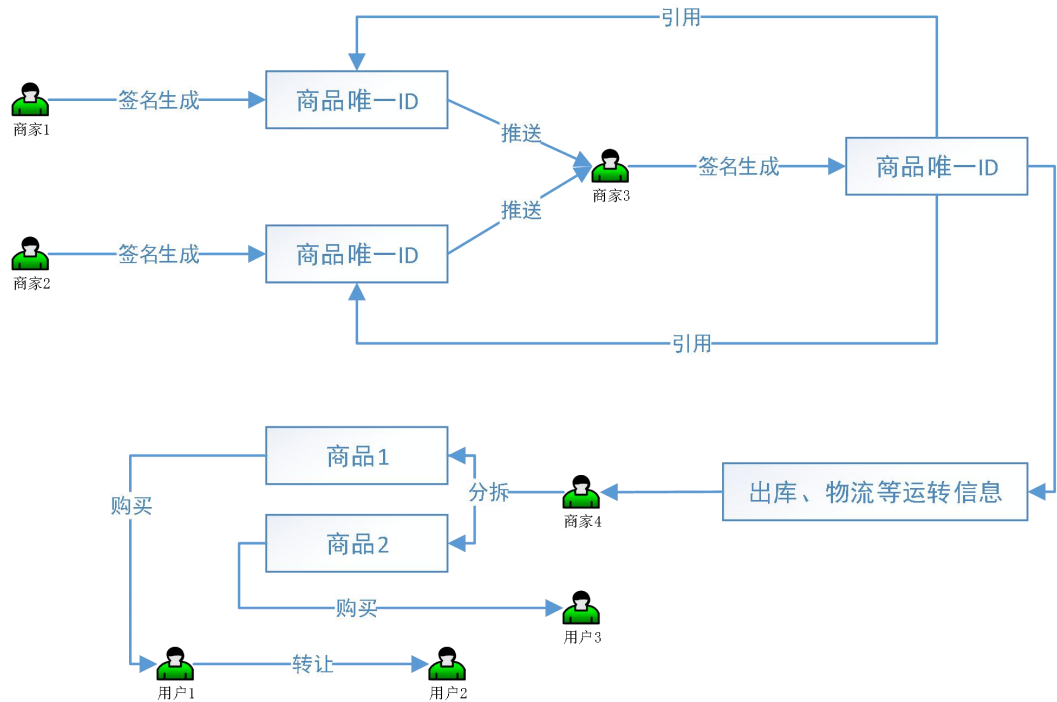 引用
签名生成
商品唯一ID
商家1
推送
签名生成
商品唯一ID
商家3
推送
签名生成
商品唯一ID
商家2
引用
商品1
购买
分拆
出库、物流等运转信息
商家4
商品2
购买
用户3
转让
用户1
用户2